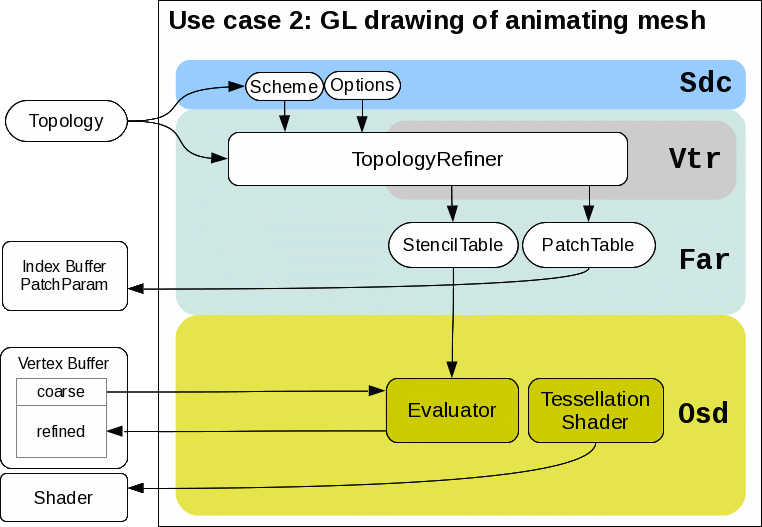 Use case 2: GL drawing of animating mesh
Sdc
Scheme
Options
Topology
TopologyRefiner
Vtr
StencilTable
PatchTable
Far
Index Buffer
PatchParam
Vertex Buffer
coarse
refined
Evaluator
Tessellation
Shader
Osd
Shader